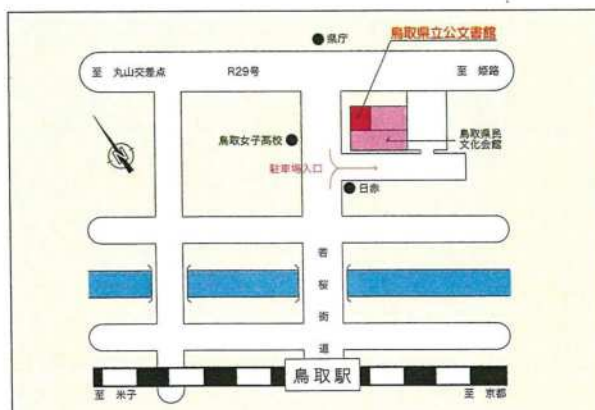 県庁
鳥取県立公文書館
至 丸山交差点
R29号
至 姫路
鳥取女子高校
鳥取県民
文化会館
駐車場入口
日赤
若桜街道
鳥取駅
至 米子
至 京都
N